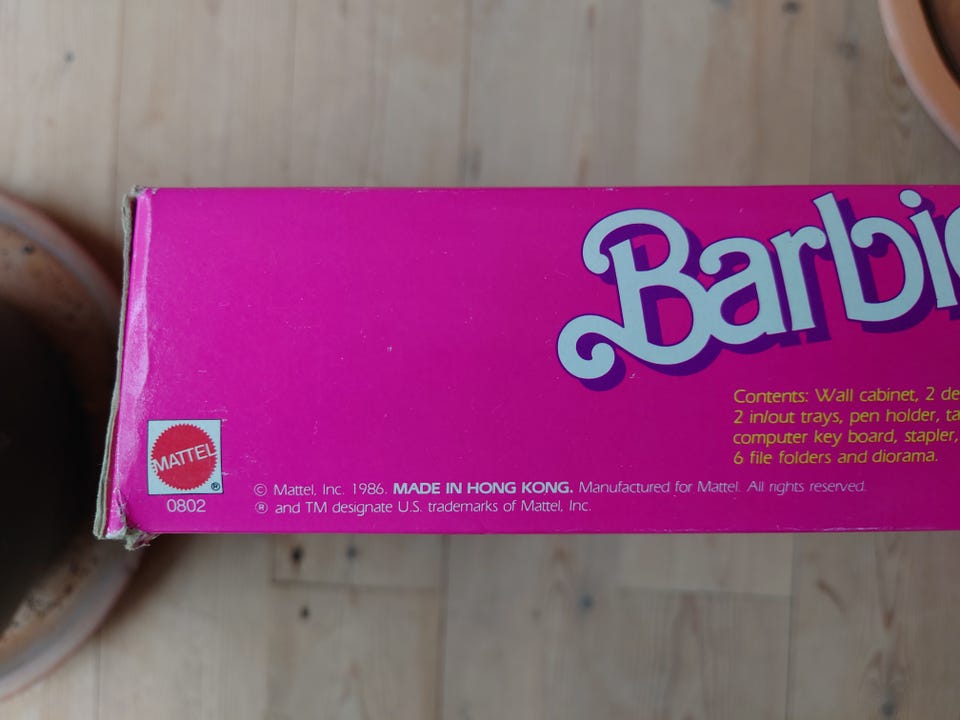 Barbie
Contents: Wall cabinet, 2 de
2 in/out trays, pen holder, ta
computer key board, stapler,
6 file folders and diorama.
MATTEL®
0802
© Mattel, Inc. 1986. MADE IN HONG KONG. Manufactured for Mattel. All rights reserved.
® and TM designate U.S. trademarks of Mattel, Inc.